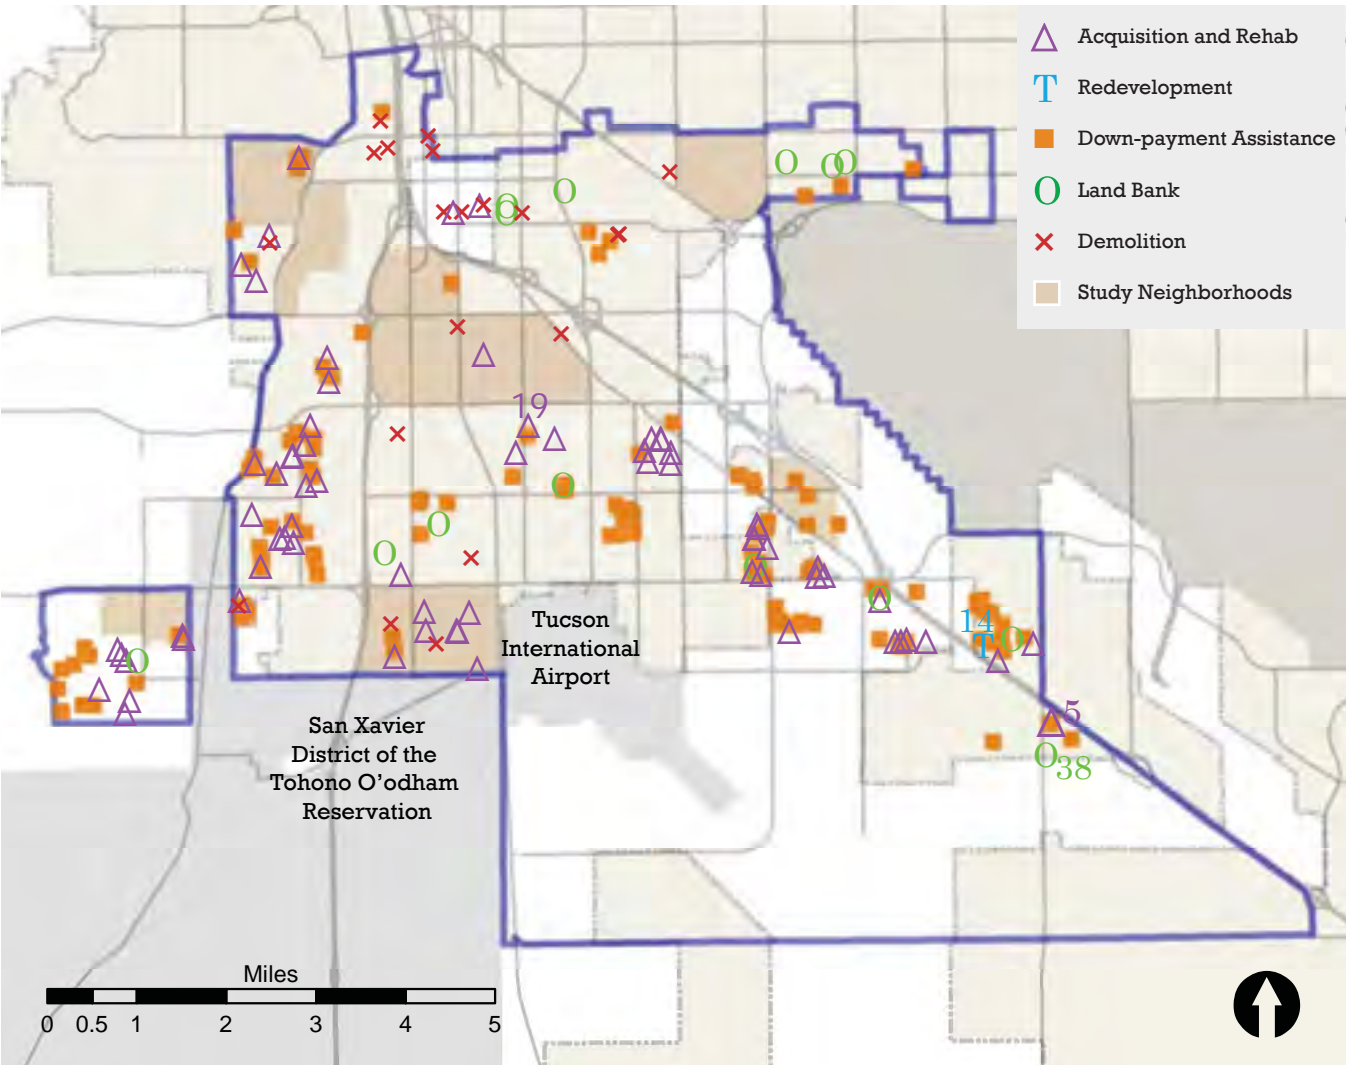 Acquisition and Rehab
T Redevelopment
Down-payment Assistance
O Land Bank
Demolition
Study Neighborhoods
O O O
O
O
O
19
O
O
O
O
O
Tucson
International
Airport
14
T
O
O
5
O 38
San Xavier
District of the
Tohono O’odham
Reservation
Miles
0 0.5 1 2 3 4 5